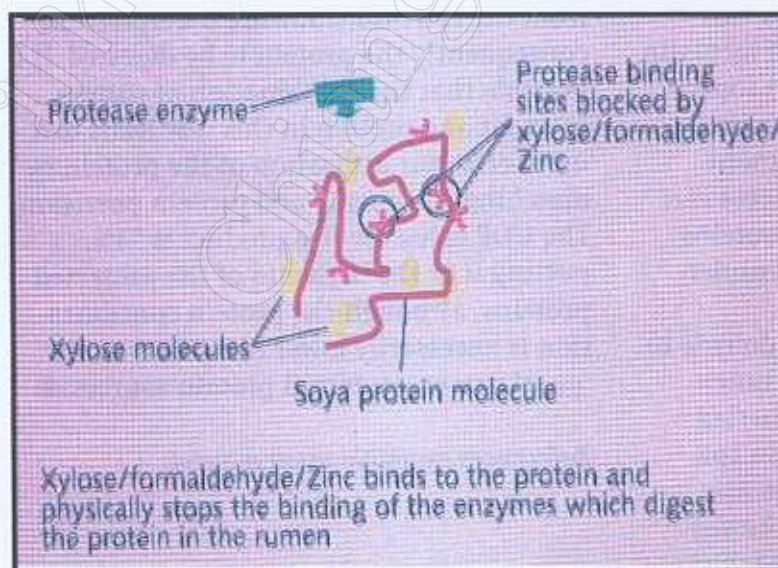 Protease enzyme
Protease binding
sites blocked by
xylose/formaldehyde/
Zinc
Xylose molecules
Soya protein molecule
Xylose/formaldehyde/Zinc binds to the protein and
physically stops the binding of the enzymes which digest
the protein in the rumen